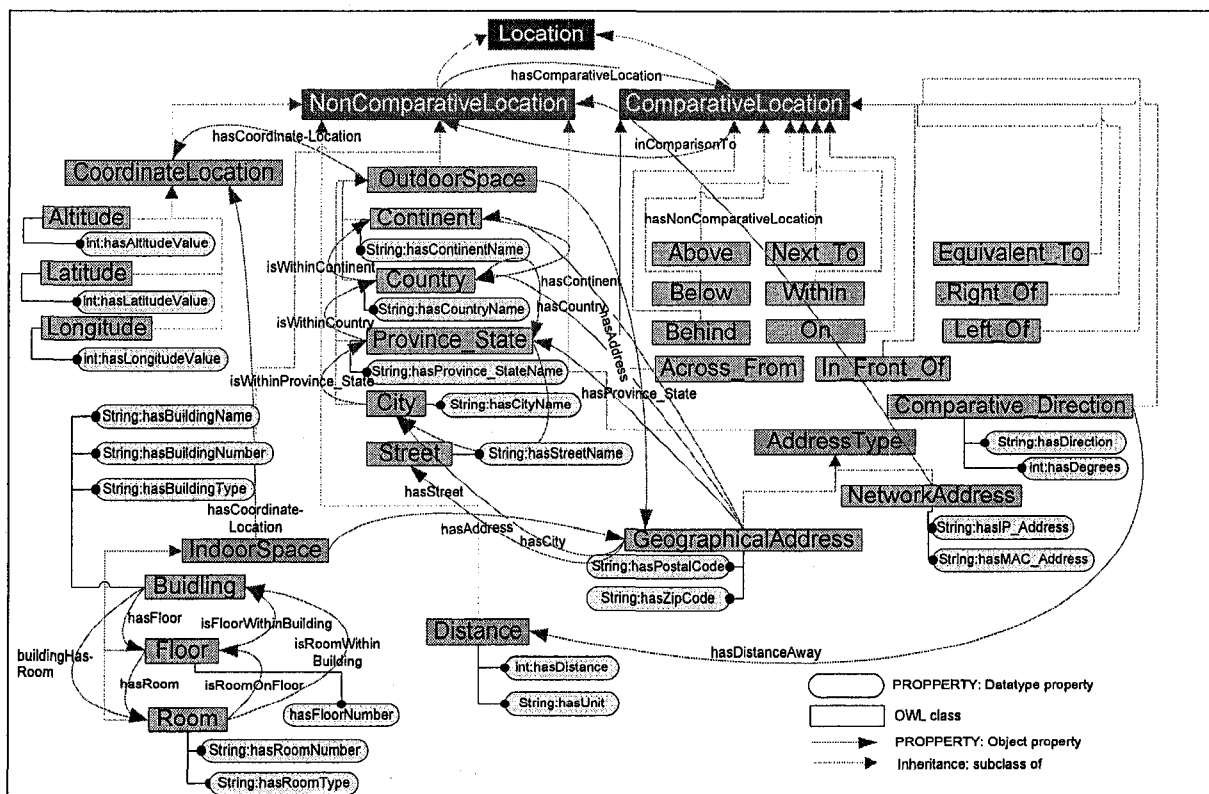 Location
hasComparativeLocation
NonComparativeLocation
ComparativeLocation
hasCoordinate-Location
inComparisonTo
CoordinateLocation
OutdoorSpace
Altitude
int:hasAltitudeValue
Continent
String:hasContinentName
hasNonComparativeLocation
Above
Next_To
Equivalent_To
Latitude
int:hasLatitudeValue
isWithinContinent
Country
hasContinent
String:hasCountryName
hasCountry
Below
Within
Right_Of
Longitude
int:hasLongitudeValue
isWithinCountry
Province_State
hasAddress
Behind
On
Left_Of
String:hasProvince_StateName
Across_From
In_Front_Of
isWithinProvince_State
hasProvince_State
String:hasBuildingName
City
String:hasCityName
Comparative_Direction
String:hasBuildingNumber
Street
String:hasStreetName
AddressType
String:hasDirection
int:hasDegrees
String:hasBuildingType
hasStreet
NetworkAddress
hasCoordinate-
Location
hasAddress
hasCity
String:hasIP_Address
IndoorSpace
GeographicalAddress
String:hasMAC_Address
String:hasPostalCode
Buidling
String:hasZipCode
hasFloor
isFloorWithinBuilding
Distance
buildingHas-
Room
Floor
isRoomWithin
Building
hasDistanceAway
int:hasDistance
hasRoom
isRoomOnFloor
String:hasUnit
PROPPERTY: Datatype property
Room
hasFloorNumber
OWL class
String:hasRoomNumber
PROPPERTY: Object property
String:hasRoomType
Inheritance: subclass of